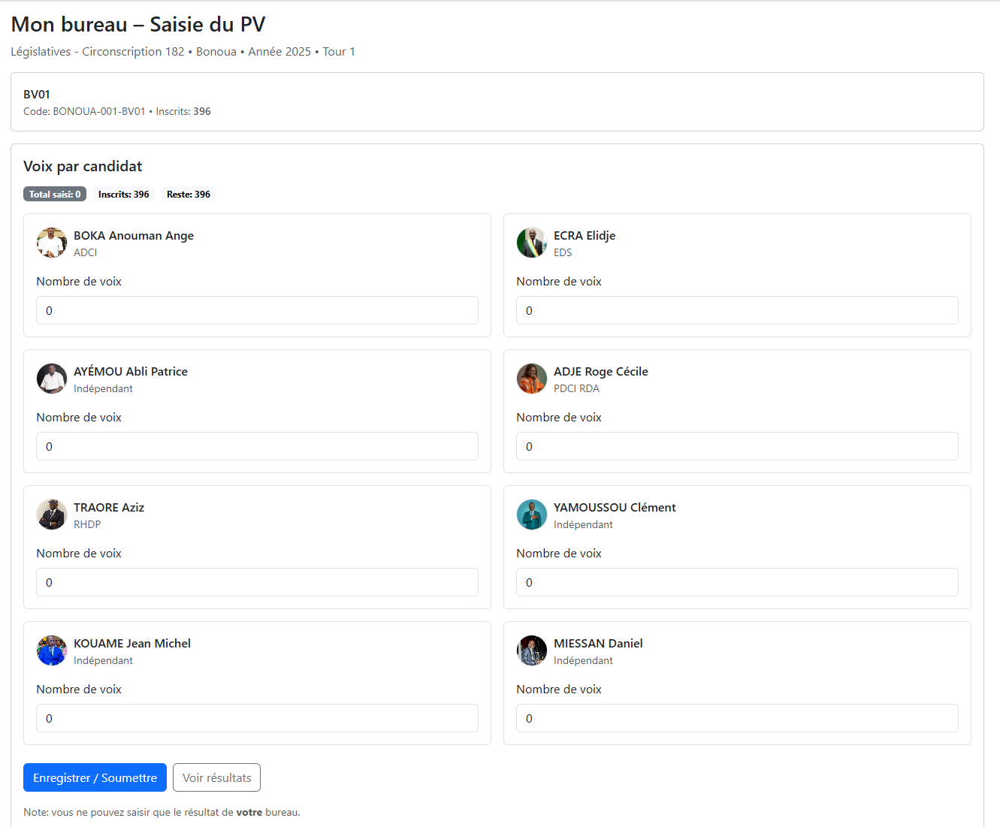 Mon bureau – Saisie du PV
Législatives - Circonscription 182 • Bonoua • Année 2025 • Tour 1
BV01
Code: BONOUA-001-BV01 • Inscrits: 396
Voix par candidat
Total saisi: 0 Inscrits: 396 Reste: 396
BOKA Anouman Ange
ADCI
Nombre de voix
0
ECRA Elidje
EDS
Nombre de voix
0
AYÉMOU Abli Patrice
Indépendant
Nombre de voix
0
ADJE Roge Cécile
PDCI RDA
Nombre de voix
0
TRAORE Aziz
RHDP
Nombre de voix
0
YAMOUSSOU Clément
Indépendant
Nombre de voix
0
KOUAME Jean Michel
Indépendant
Nombre de voix
0
MIESSAN Daniel
Indépendant
Nombre de voix
0
Enregistrer / Soumettre Voir résultats
Note: vous ne pouvez saisir que le résultat de votre bureau.